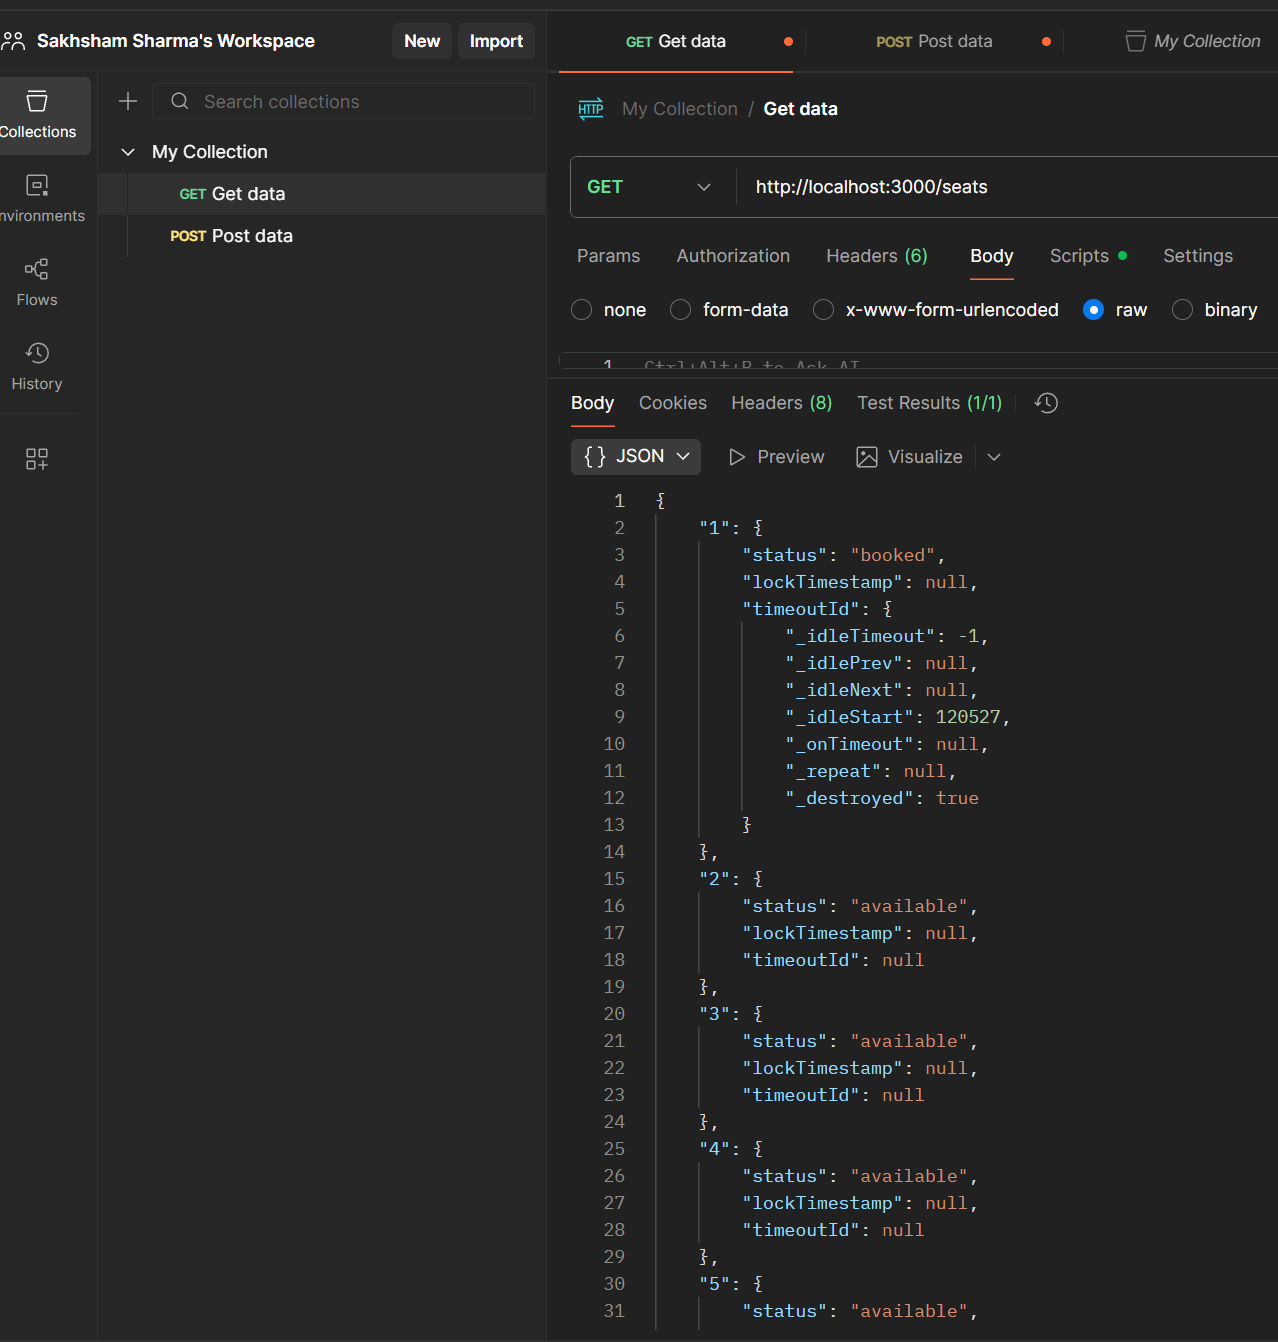 Sakhsham Sharma's Workspace
New
Import
GET Get data
POST Post data
My Collection
Collections
Search collections
HTTP
My Collection / Get data
My Collection
GET
http://localhost:3000/seats
GET Get data
nvironments
POST Post data
Params
Authorization
Headers (6)
Body
Scripts
Settings
Flows
none
form-data
x-www-form-urlencoded
raw
binary
History
1
Ctrl+Alt+B to Ask AI
Body
Cookies
Headers (8)
Test Results (1/1)
{ } JSON
Preview
Visualize
1 {
2 "1": {
3 "status": "booked",
4 "lockTimestamp": null,
5 "timeoutId": {
6 "_idleTimeout": -1,
7 "_idlePrev": null,
8 "_idleNext": null,
9 "_idleStart": 120527,
10 "_onTimeout": null,
11 "_repeat": null,
12 "_destroyed": true
13 }
14 },
15 "2": {
16 "status": "available",
17 "lockTimestamp": null,
18 "timeoutId": null
19 },
20 "3": {
21 "status": "available",
22 "lockTimestamp": null,
23 "timeoutId": null
24 },
25 "4": {
26 "status": "available",
27 "lockTimestamp": null,
28 "timeoutId": null
29 },
30 "5": {
31 "status": "available",